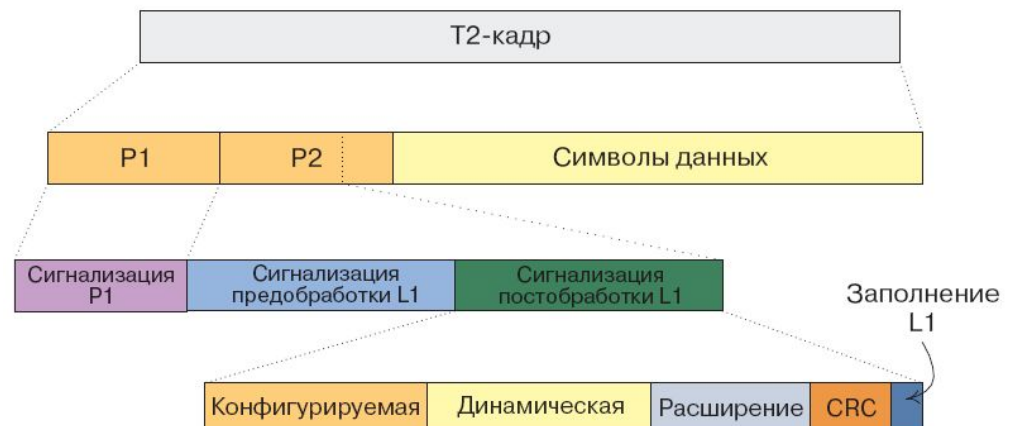 Т2-кадр
P1
P2
Символы данных
Сигнализация
P1
Сигнализация
предобработки L1
Сигнализация
постобработки L1
Заполнение
L1
Конфигурируемая
Динамическая
Расширение
CRC